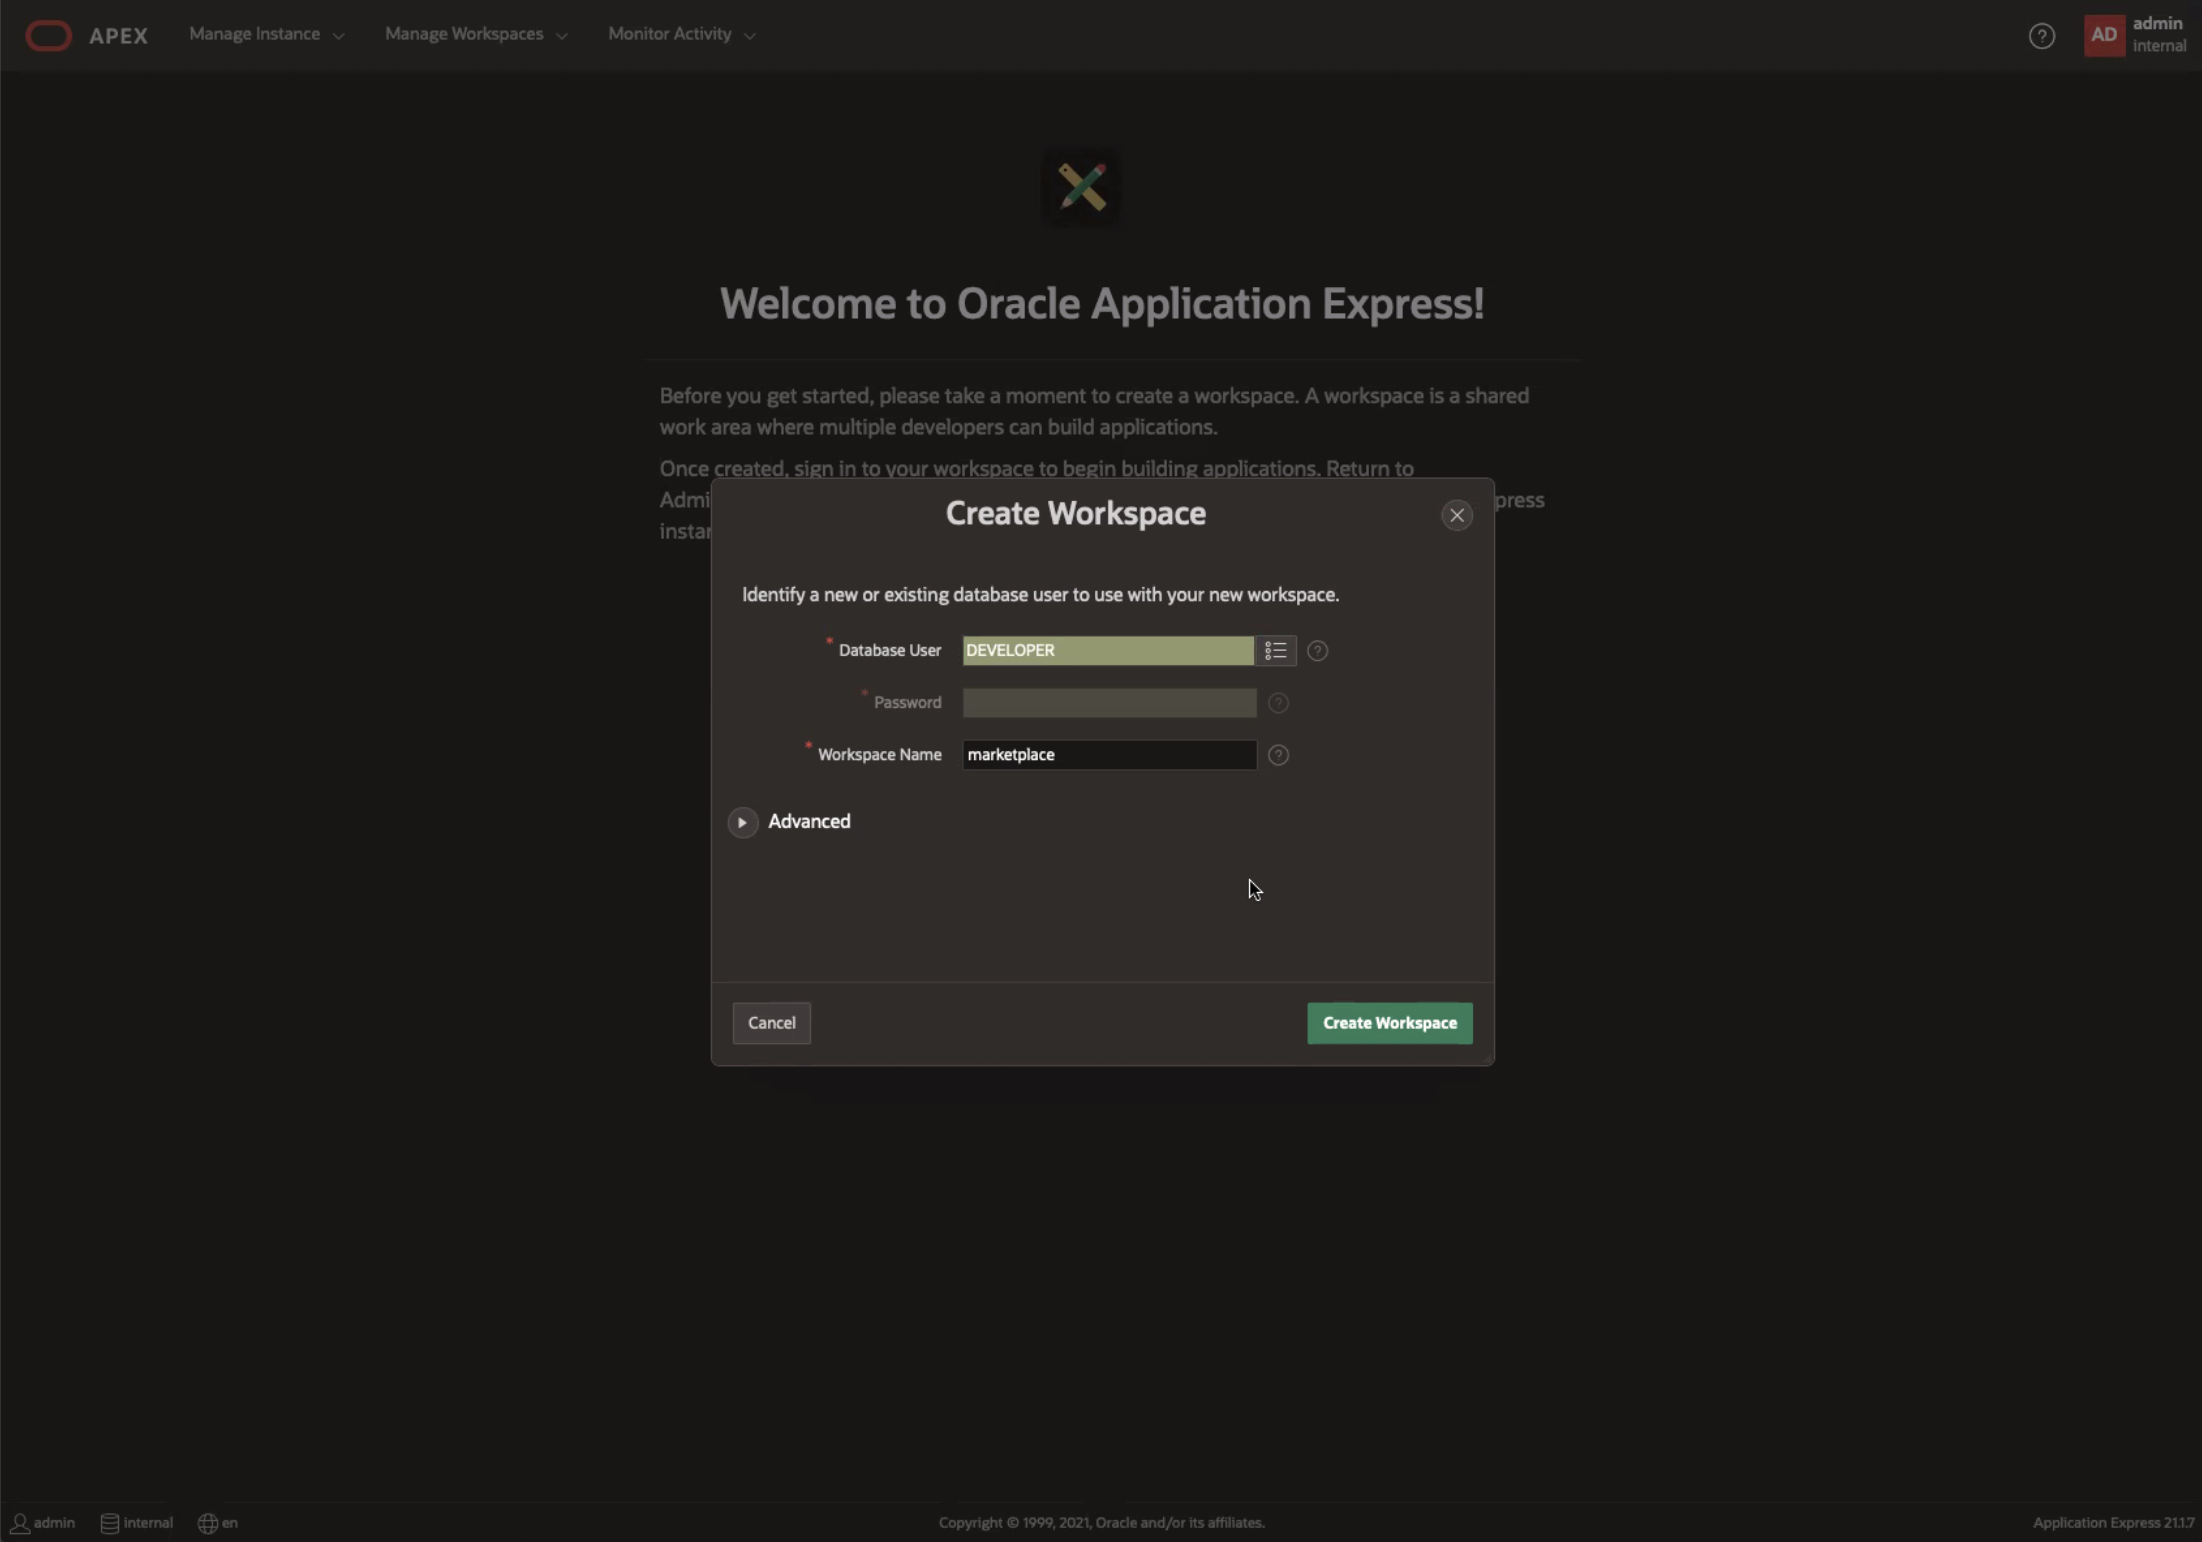 APEX
Manage Instance
Manage Workspaces
Monitor Activity
?
AD
admin
internal
Welcome to Oracle Application Express!
Before you get started, please take a moment to create a workspace. A workspace is a shared
work area where multiple developers can build applications.
Once created, sign in to your workspace to begin building applications. Return to
Admi
press
instar
Create Workspace
Identify a new or existing database user to use with your new workspace.
* Database User DEVELOPER ?
* Password ?
* Workspace Name marketplace ?
Advanced
Cancel
Create Workspace
admin
internal
en
Copyright © 1999, 2021, Oracle and/or its affiliates.
Application Express 21.1.7